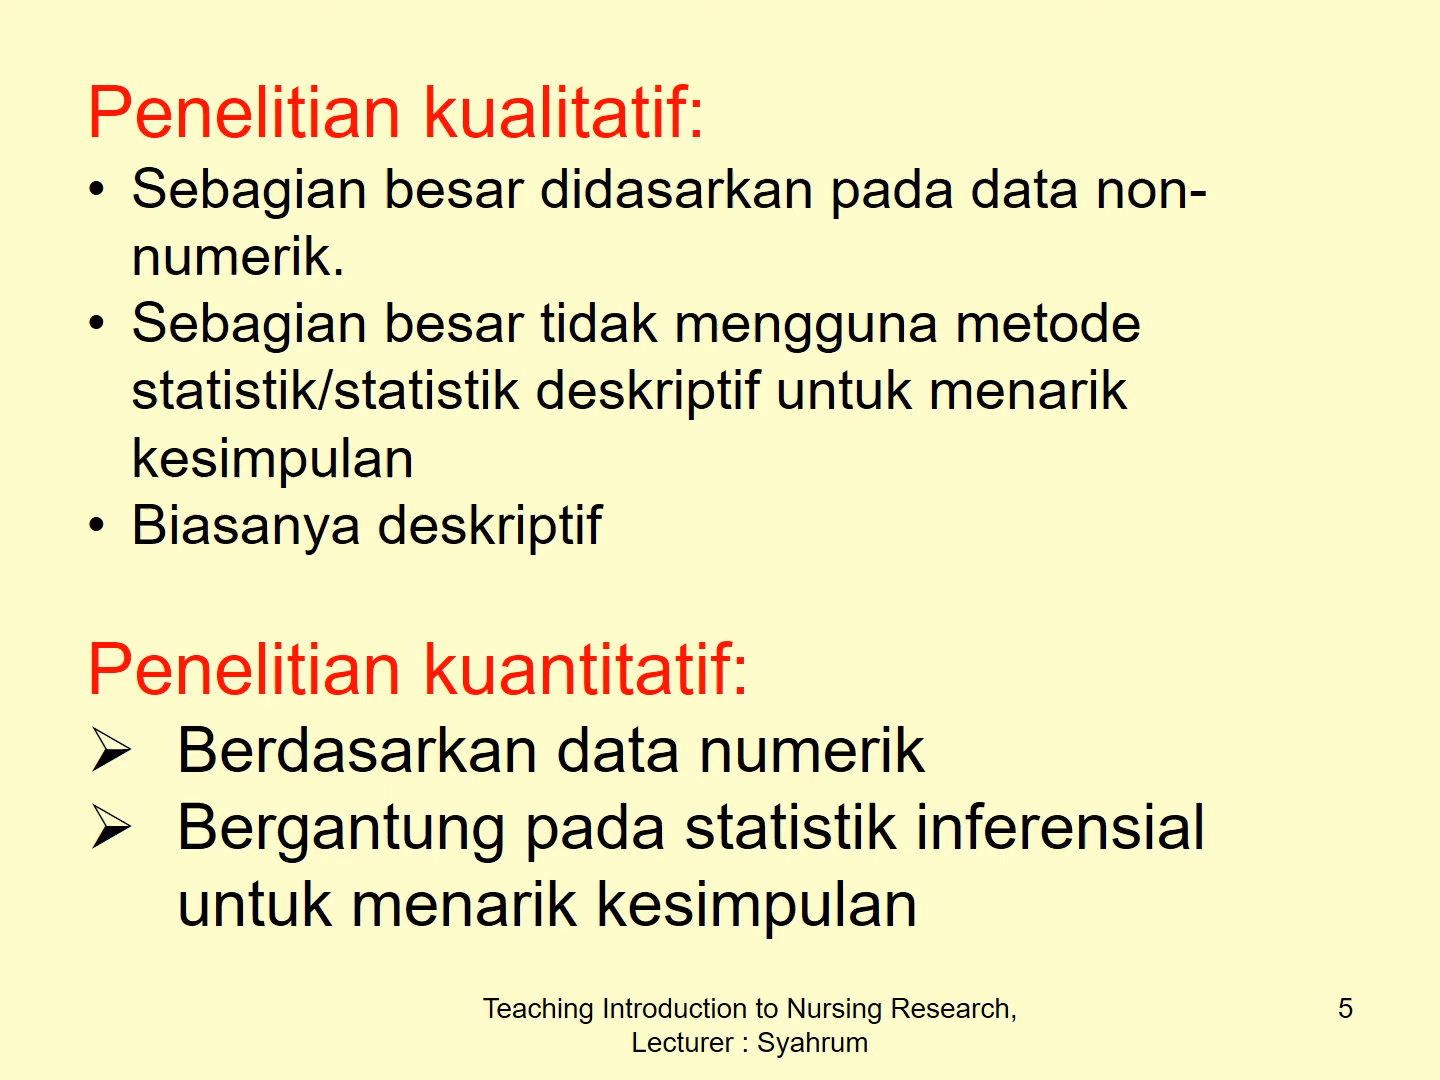 Penelitian kualitatif:
• Sebagian besar didasarkan pada data non-
numerik.
• Sebagian besar tidak mengguna metode
statistik/statistik deskriptif untuk menarik
kesimpulan
• Biasanya deskriptif
Penelitian kuantitatif:
➢ Berdasarkan data numerik
➢ Bergantung pada statistik inferensial
untuk menarik kesimpulan
Teaching Introduction to Nursing Research,
Lecturer : Syahrum
5